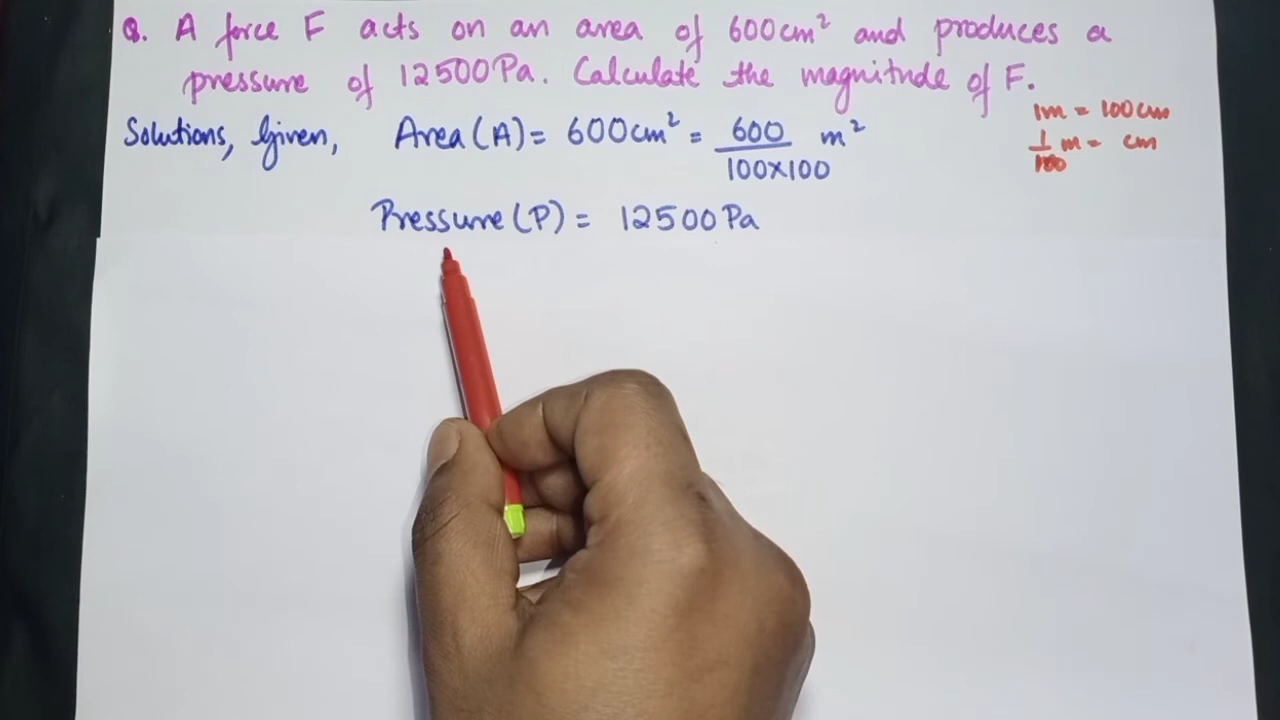 Q. A force F acts on an area of 600cm² and produces a
pressure of 12500Pa. Calculate the magnitude of F.
1m = 100cm
1/100 m = cm
Solutions, Given, Area(A) = 600cm² = 600/100×100 m²
Pressure(P) = 12500Pa